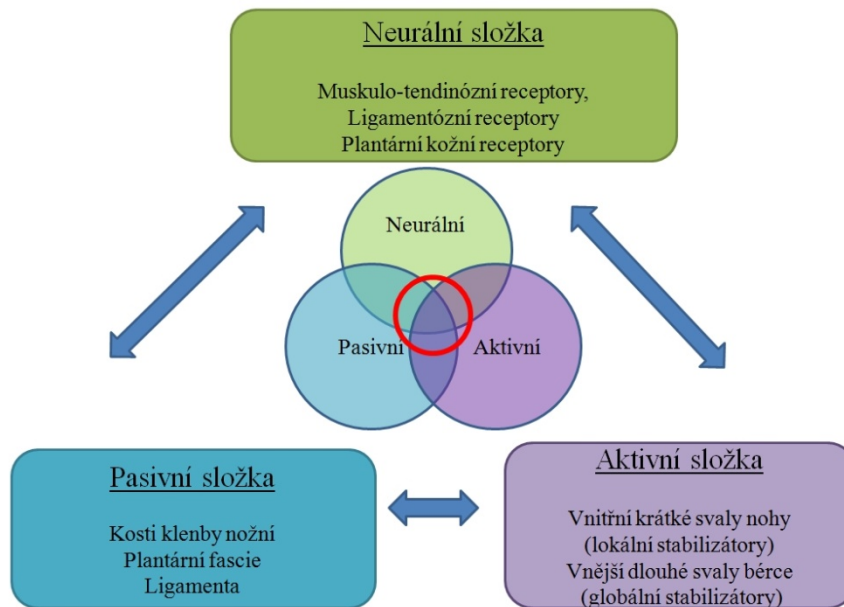 Neurální složka
Muskulo-tendinózní receptory,
Ligamentózní receptory
Plantární kožní receptory
Neurální
Pasivní
Aktivní
Pasivní složka
Kosti klenby nožní
Plantární fascie
Ligamenta
Aktivní složka
Vnitřní krátké svaly nohy
(lokální stabilizátory)
Vnější dlouhé svaly bérce
(globální stabilizátory)